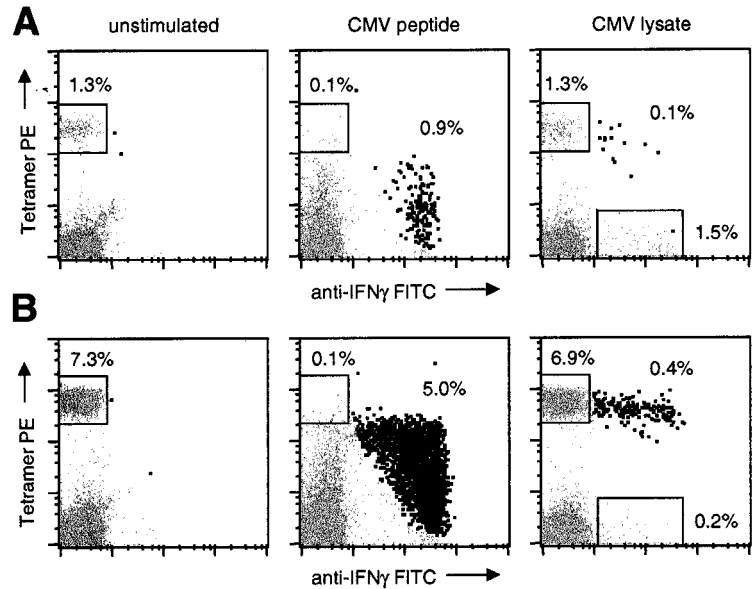 A
unstimulated
CMV peptide
CMV lysate
1.3%
0.1%
0.9%
1.3%
0.1%
1.5%
Tetramer PE
anti-IFNγ FITC
B
7.3%
0.1%
5.0%
6.9%
0.4%
0.2%
Tetramer PE
anti-IFNγ FITC